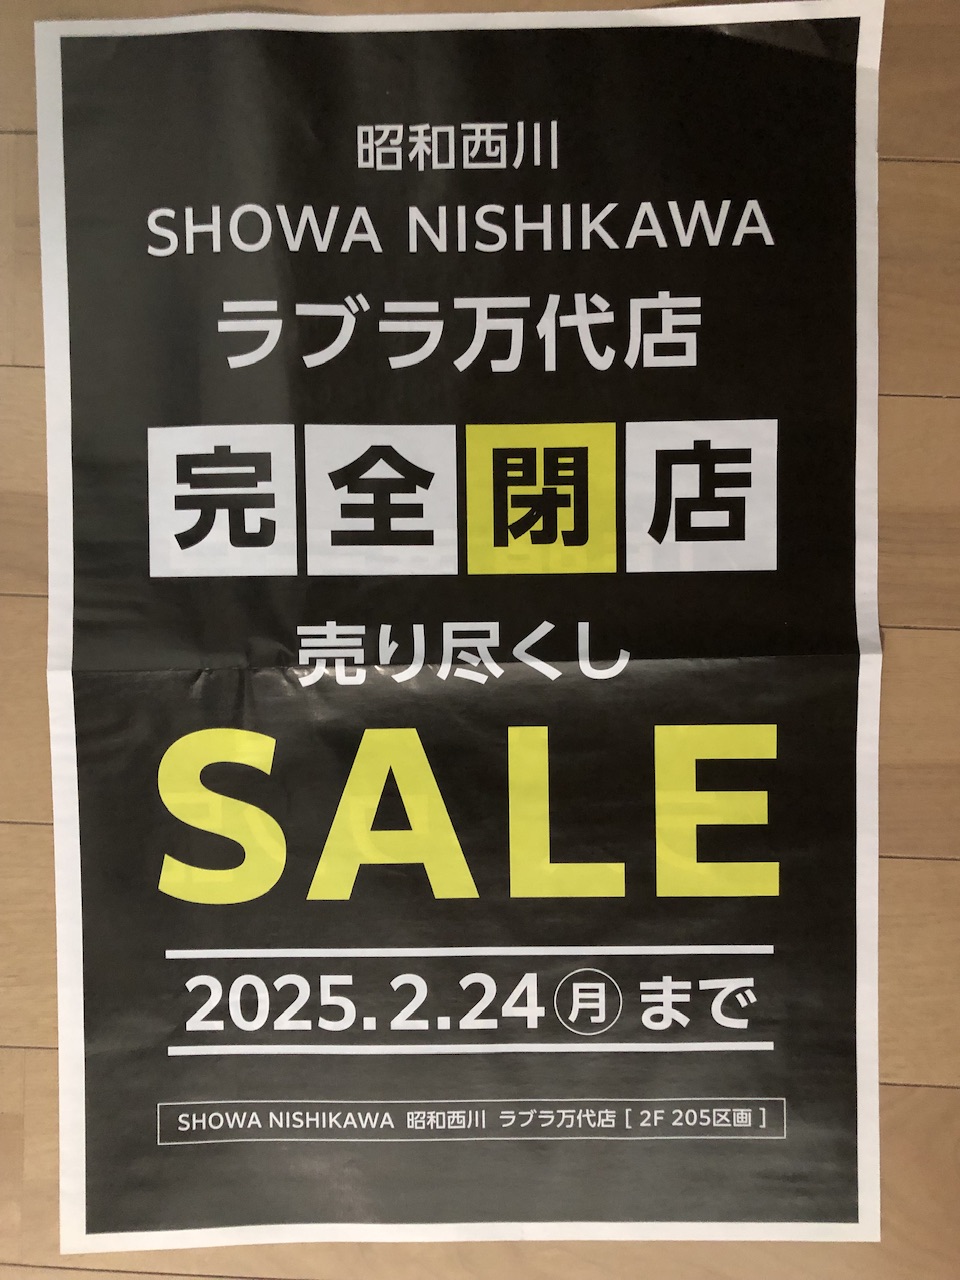 昭和西川
SHOWA NISHIKAWA
ラブラ万代店
完全閉店
売り尽くし
SALE
2025.2.24㊊まで
SHOWA NISHIKAWA 昭和西川 ラブラ万代店 [ 2F 205区画 ]